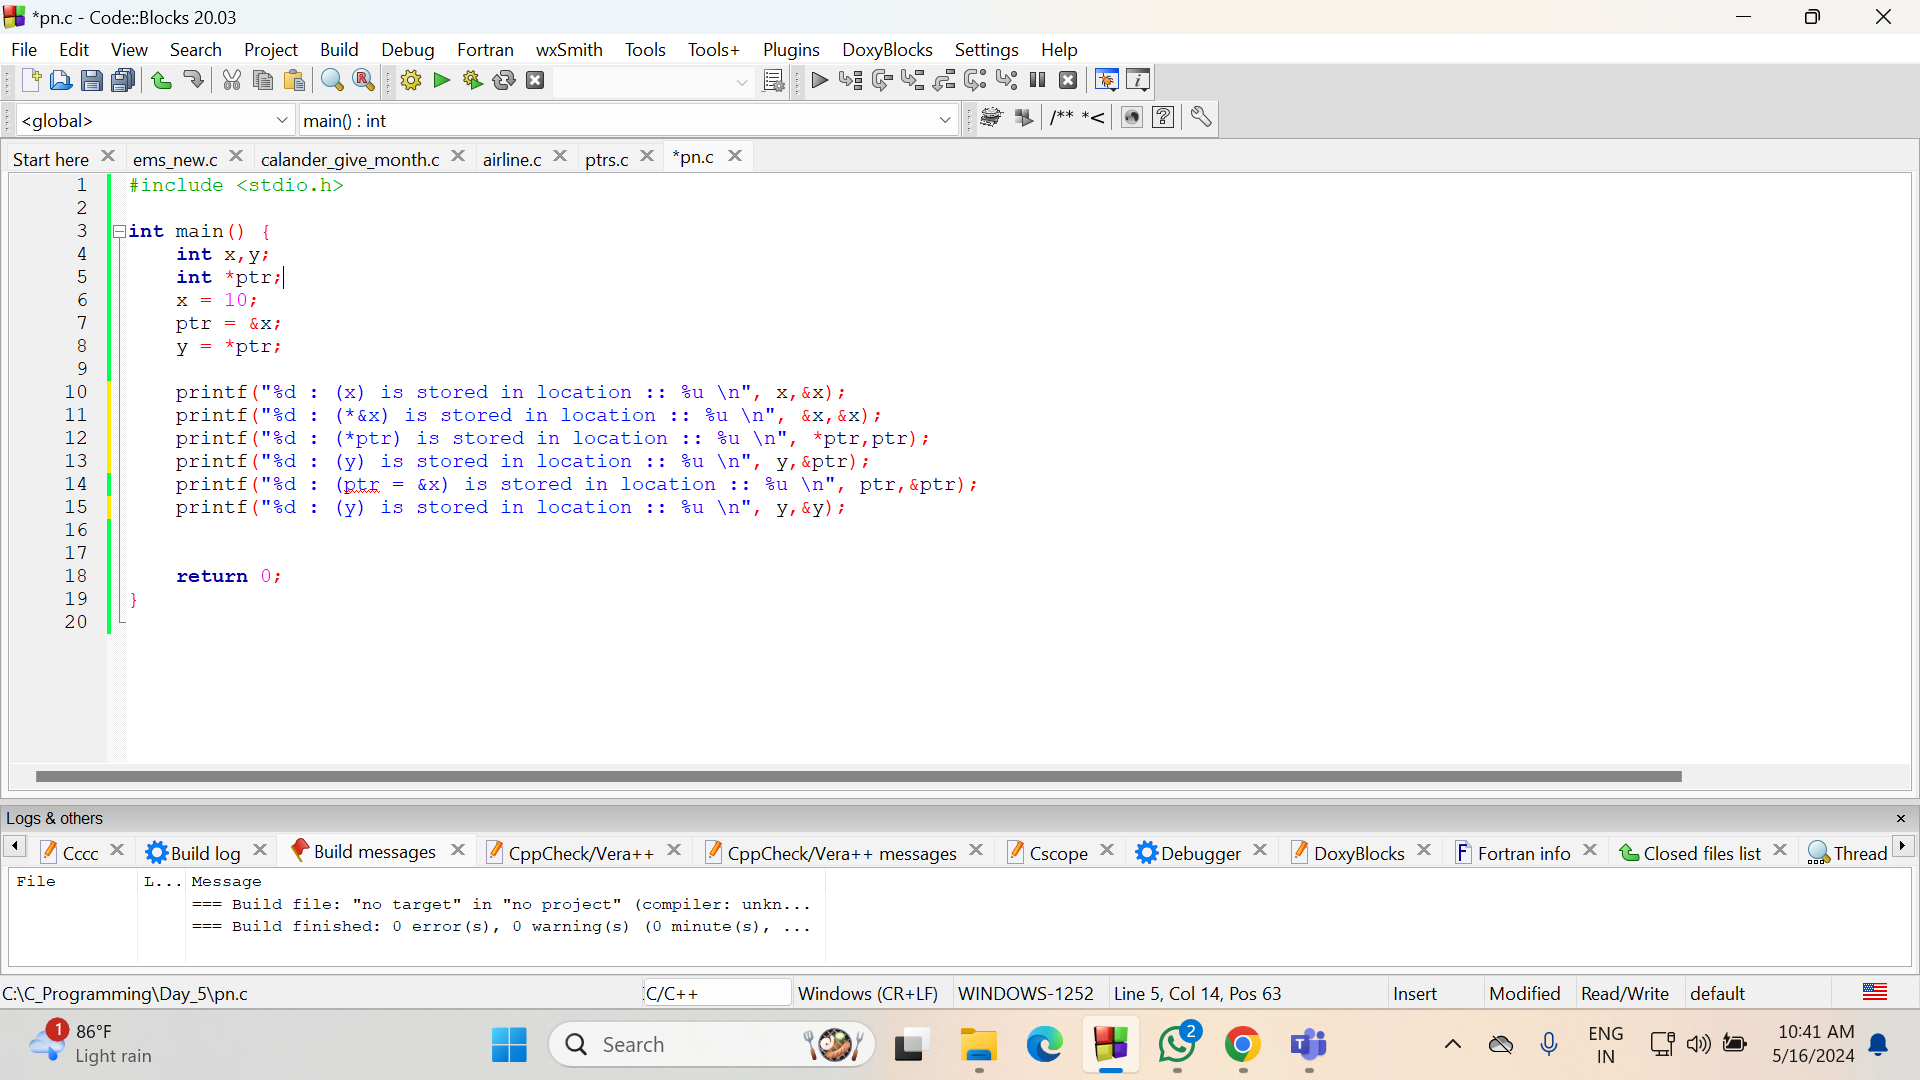 *pn.c - Code::Blocks 20.03
File Edit View Search Project Build Debug Fortran wxSmith Tools Tools+ Plugins DoxyBlocks Settings Help
<global> main() : int /** *<
Start here ems_new.c calander_give_month.c airline.c ptrs.c *pn.c
1 #include <stdio.h>
2
3 int main() {
4 int x,y;
5 int *ptr;
6 x = 10;
7 ptr = &x;
8 y = *ptr;
9
10 printf("%d : (x) is stored in location :: %u \n", x,&x);
11 printf("%d : (*&x) is stored in location :: %u \n", &x,&x);
12 printf("%d : (*ptr) is stored in location :: %u \n", *ptr,ptr);
13 printf("%d : (y) is stored in location :: %u \n", y,&ptr);
14 printf("%d : (ptr = &x) is stored in location :: %u \n", ptr,&ptr);
15 printf("%d : (y) is stored in location :: %u \n", y,&y);
16
17
18 return 0;
19 }
20
Logs & others
Cccc Build log Build messages CppCheck/Vera++ CppCheck/Vera++ messages Cscope Debugger DoxyBlocks Fortran info Closed files list Thread
File L... Message
=== Build file: "no target" in "no project" (compiler: unkn...
=== Build finished: 0 error(s), 0 warning(s) (0 minute(s), ...
C:\C_Programming\Day_5\pn.c C/C++ Windows (CR+LF) WINDOWS-1252 Line 5, Col 14, Pos 63 Insert Modified Read/Write default
1 86°F
Light rain
Search
2
ENG
IN
10:41 AM
5/16/2024